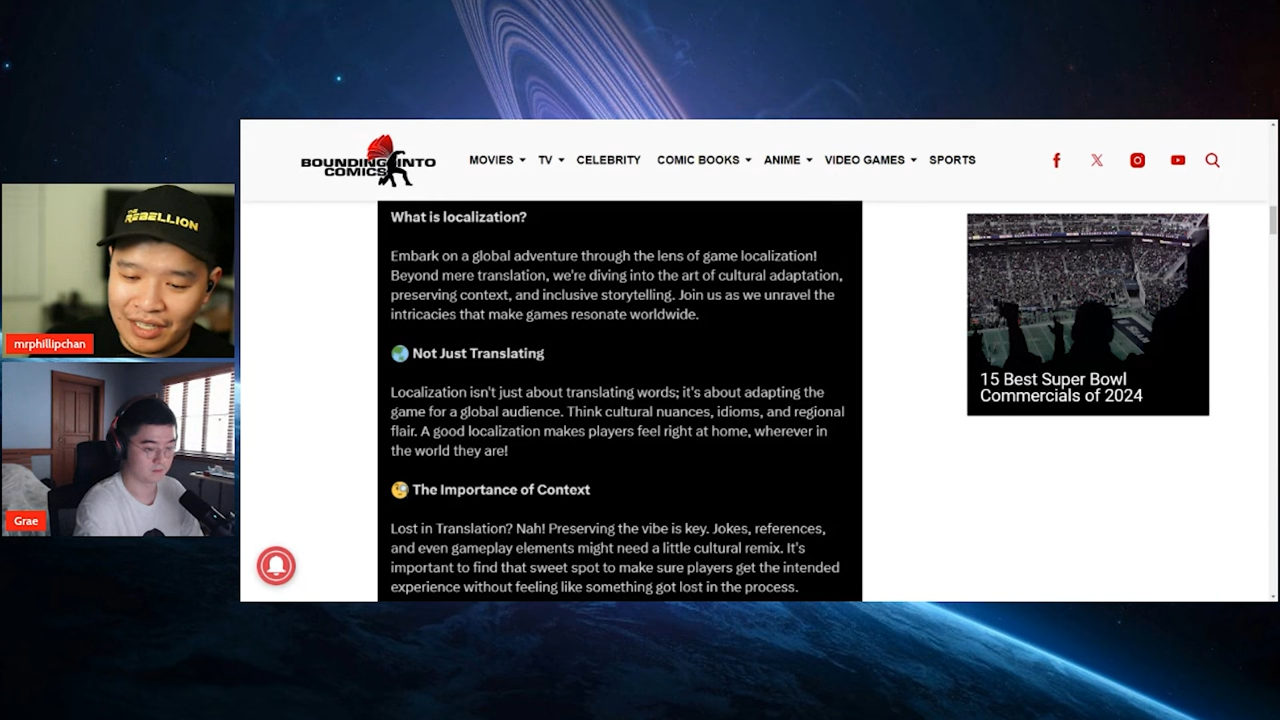 BOUNDING INTO
COMICS
MOVIES TV CELEBRITY COMIC BOOKS ANIME VIDEO GAMES SPORTS
What is localization?
Embark on a global adventure through the lens of game localization!
Beyond mere translation, we're diving into the art of cultural adaptation,
preserving context, and inclusive storytelling. Join us as we unravel the
intricacies that make games resonate worldwide.
🌏 Not Just Translating
Localization isn't just about translating words; it's about adapting the
game for a global audience. Think cultural nuances, idioms, and regional
flair. A good localization makes players feel right at home, wherever in
the world they are!
🧐 The Importance of Context
Lost in Translation? Nah! Preserving the vibe is key. Jokes, references,
and even gameplay elements might need a little cultural remix. It's
important to find that sweet spot to make sure players get the intended
experience without feeling like something got lost in the process.
15 Best Super Bowl
Commercials of 2024
THE
REBELLION
mrphillipchan
Grae